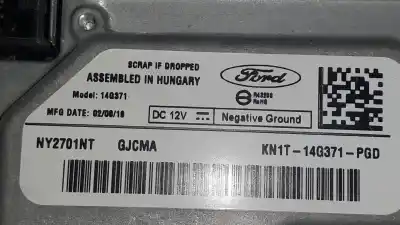 SCRAP IF DROPPED
ASSEMBLED IN HUNGARY
Ford
Model: 14G371
RoHS
MFG DATE: 02/08/18
DC 12V
Negative Ground
NY2701NT GJCMA KN1T-14G371-PGD